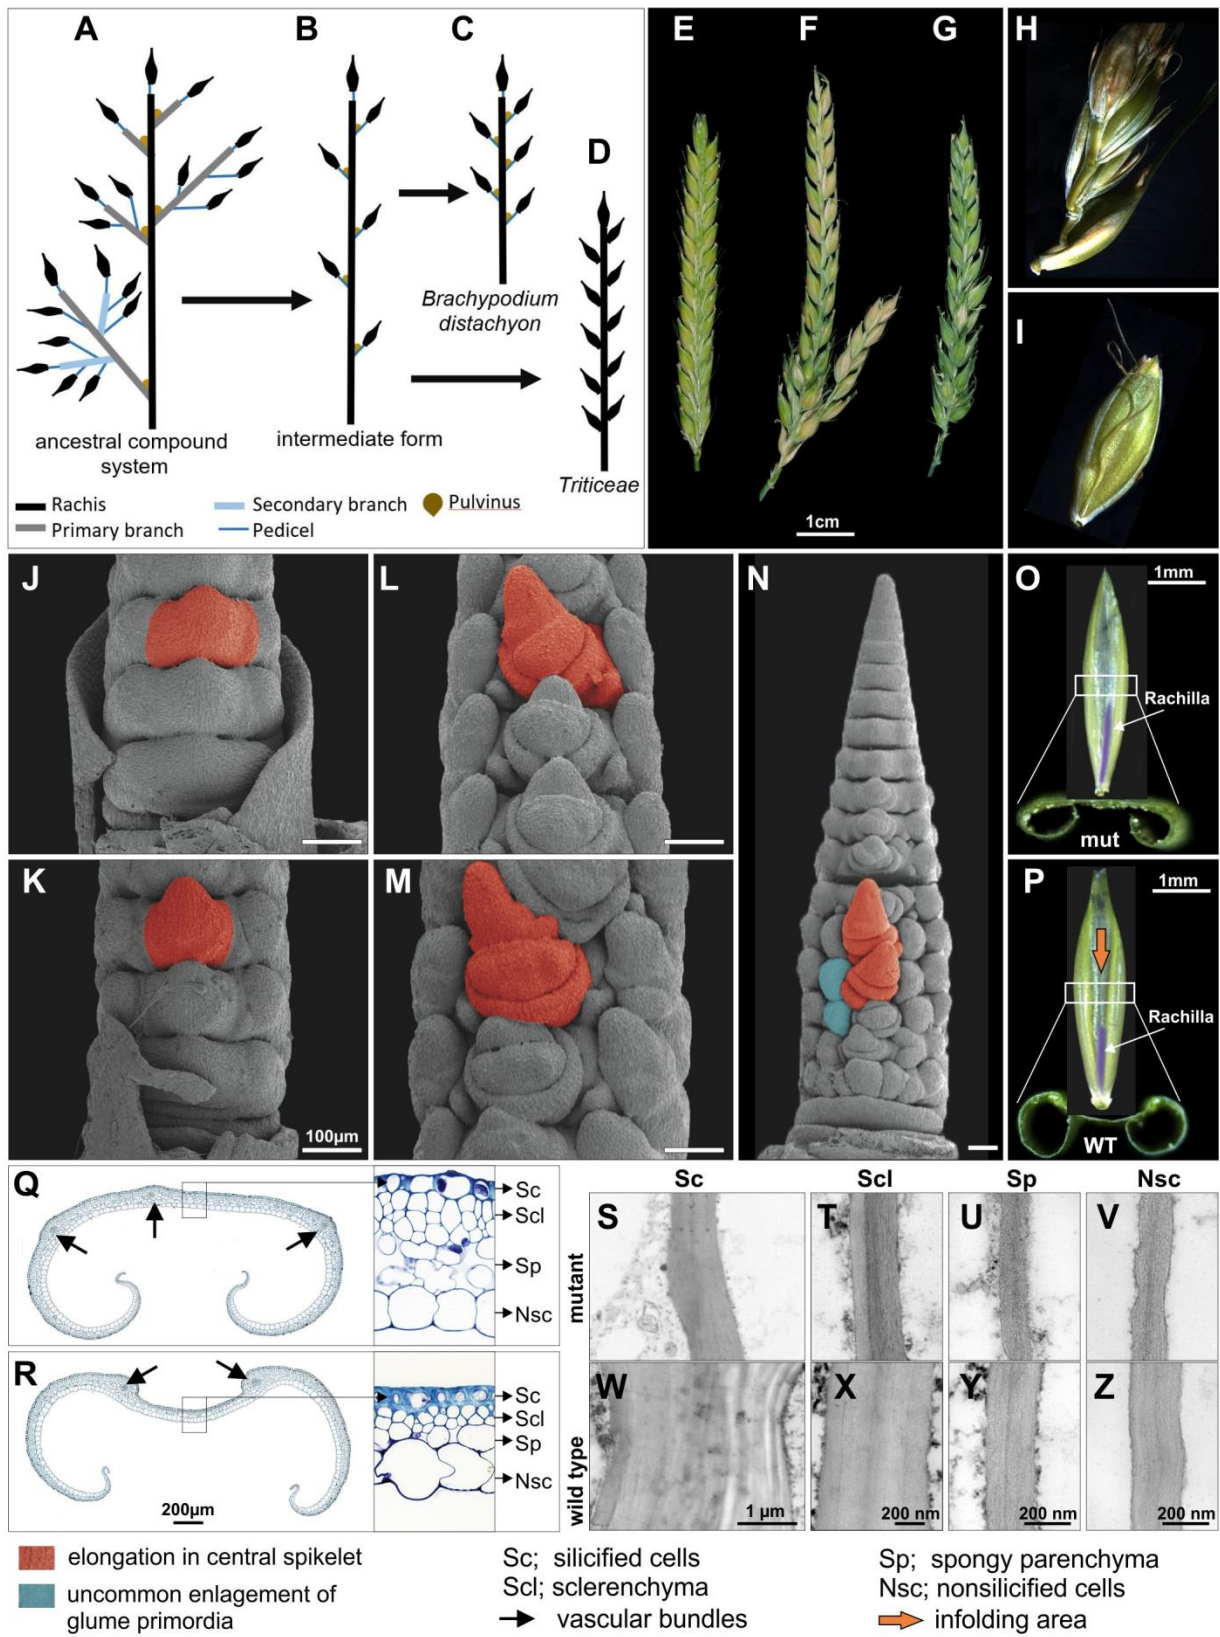 A
B
C
D
Brachypodium
distachyon
ancestral compound
system
intermediate form
Triticeae
Rachis
Secondary branch
Pulvinus
Primary branch
Pedicel
E
F
G
1cm
H
I
J
L
N
O
1mm
Rachilla
mut
K
100µm
M
P
1mm
Rachilla
WT
Q
Sc
Scl
Sp
Nsc
R
200µm
Sc
Scl
Sp
Nsc
Sc
Scl
Sp
Nsc
mutant
S
T
U
V
wild type
W
X
Y
Z
1 µm
200 nm
200 nm
200 nm
elongation in central spikelet
uncommon enlagement of
glume primordia
Sc; silicified cells
Scl; sclerenchyma
vascular bundles
Sp; spongy parenchyma
Nsc; nonsilicified cells
infolding area